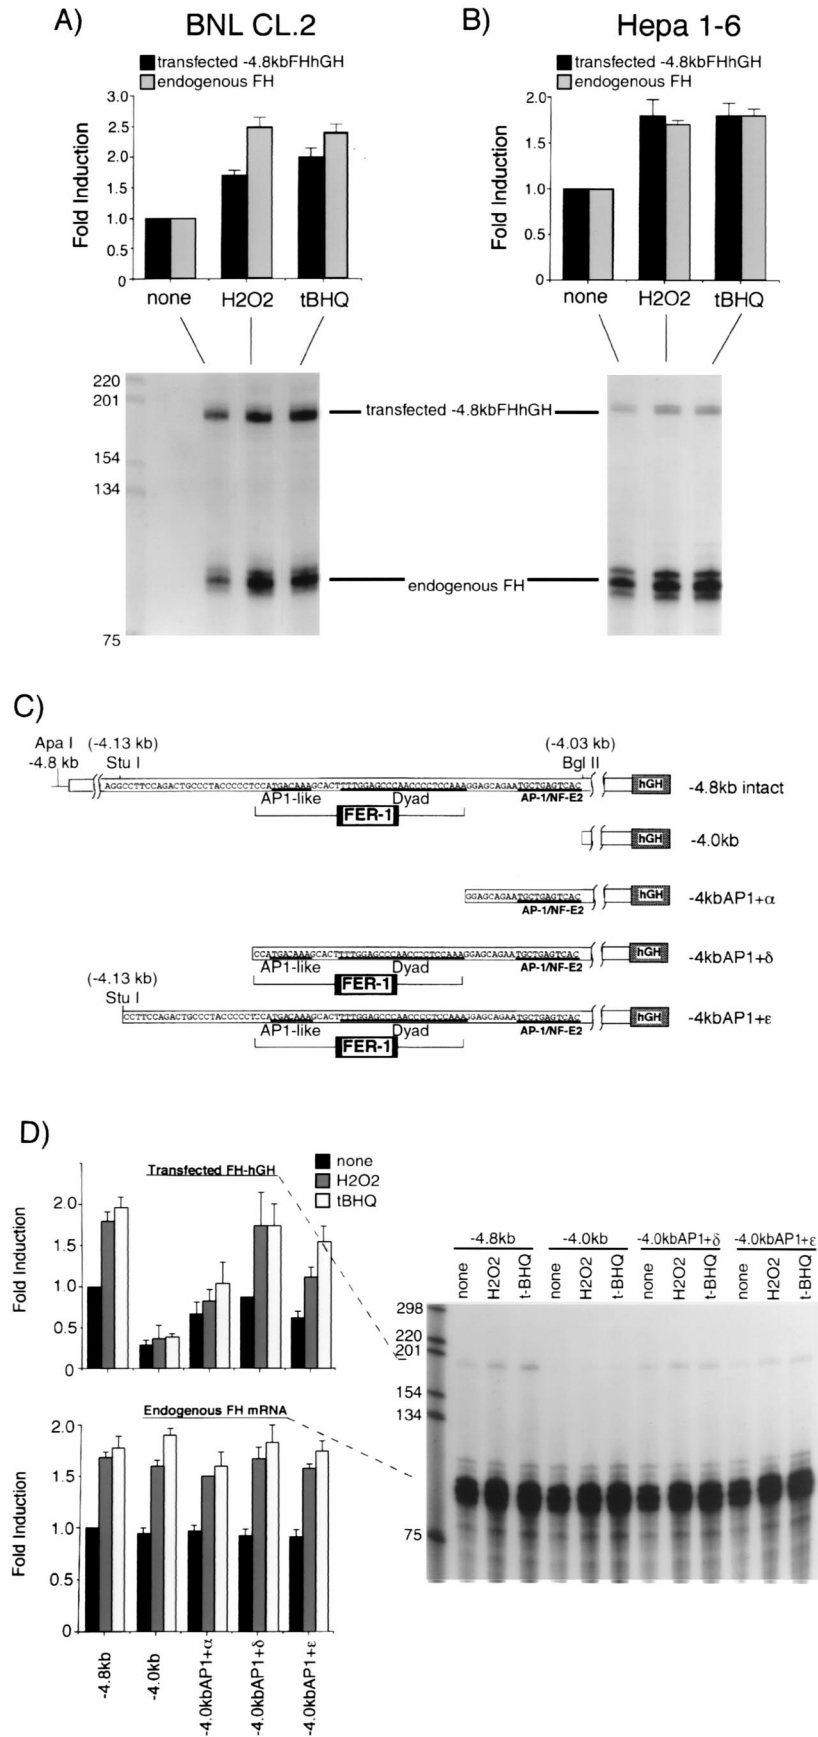 A) BNL CL.2
transfected -4.8kbFHhGH
endogenous FH
Fold Induction
3.0
2.5
2.0
1.5
1.0
0.5
0
none H2O2 tBHQ
B) Hepa 1-6
transfected -4.8kbFHhGH
endogenous FH
Fold Induction
2.0
1.5
1.0
0.5
0
none H2O2 tBHQ
220
201
154
134
75
transfected -4.8kbFHhGH
endogenous FH
C)
Apa I (-4.13 kb) (-4.03 kb)
-4.8 kb Stu I Bgl II
AGGCCTTCCAGACTGCCCTACCCCCTCCATGACAAAGCACTTTTGGAGCCCAACCCCTCCAAAGGAGCAGAATGCTGAGTCAC hGH -4.8kb intact
AP1-like Dyad AP-1/NF-E2
FER-1
hGH -4.0kb
GGAGCAGAATGCTGAGTCAC hGH -4kbAP1+α
AP-1/NF-E2
CCATGACAAAGCACTTTTGGAGCCCAACCCCTCCAAAGGAGCAGAATGCTGAGTCAC hGH -4kbAP1+δ
AP1-like Dyad AP-1/NF-E2
FER-1
(-4.13 kb)
Stu I
CCTTCCAGACTGCCCTACCCCCTCCATGACAAAGCACTTTTGGAGCCCAACCCCTCCAAAGGAGCAGAATGCTGAGTCAC hGH -4kbAP1+ε
AP1-like Dyad AP-1/NF-E2
FER-1
D)
Transfected FH-hGH
none
H2O2
tBHQ
Fold Induction
2.0
1.5
1.0
0.5
0
Endogenous FH mRNA
Fold Induction
2.0
1.5
1.0
0.5
0
-4.8kb
-4.0kb
-4.0kbAP1+α
-4.0kbAP1+δ
-4.0kbAP1+ε
-4.8kb -4.0kb -4.0kbAP1+δ -4.0kbAP1+ε
none H2O2 t-BHQ none H2O2 t-BHQ none H2O2 t-BHQ none H2O2 t-BHQ
298
220
201
154
134
75